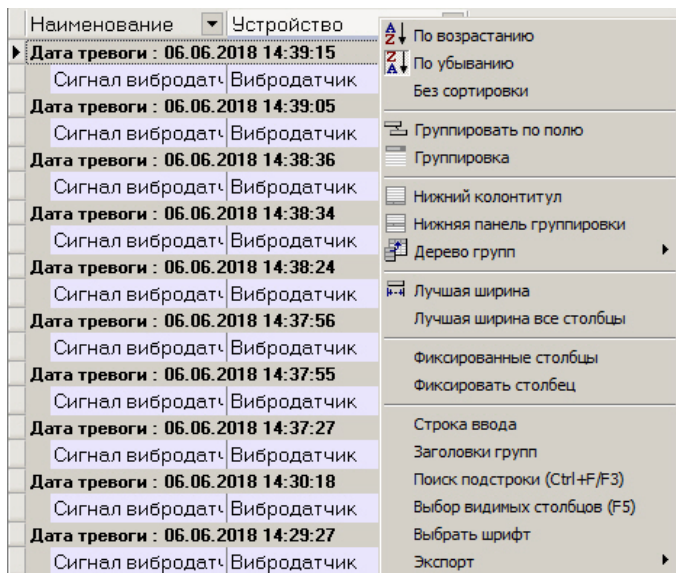 Наименование Устройство
Дата тревоги : 06.06.2018 14:39:15
Сигнал вибродатч Вибродатчик
Дата тревоги : 06.06.2018 14:39:05
Сигнал вибродатч Вибродатчик
Дата тревоги : 06.06.2018 14:38:36
Сигнал вибродатч Вибродатчик
Дата тревоги : 06.06.2018 14:38:34
Сигнал вибродатч Вибродатчик
Дата тревоги : 06.06.2018 14:38:24
Сигнал вибродатч Вибродатчик
Дата тревоги : 06.06.2018 14:37:56
Сигнал вибродатч Вибродатчик
Дата тревоги : 06.06.2018 14:37:55
Сигнал вибродатч Вибродатчик
Дата тревоги : 06.06.2018 14:37:27
Сигнал вибродатч Вибродатчик
Дата тревоги : 06.06.2018 14:30:18
Сигнал вибродатч Вибродатчик
Дата тревоги : 06.06.2018 14:29:27
Сигнал вибродатч Вибродатчик
По возрастанию
По убыванию
Без сортировки
Группировать по полю
Группировка
Нижний колонтитул
Нижняя панель группировки
Дерево групп
Лучшая ширина
Лучшая ширина все столбцы
Фиксированные столбцы
Фиксировать столбец
Строка ввода
Заголовки групп
Поиск подстроки (Ctrl+F/F3)
Выбор видимых столбцов (F5)
Выбрать шрифт
Экспорт